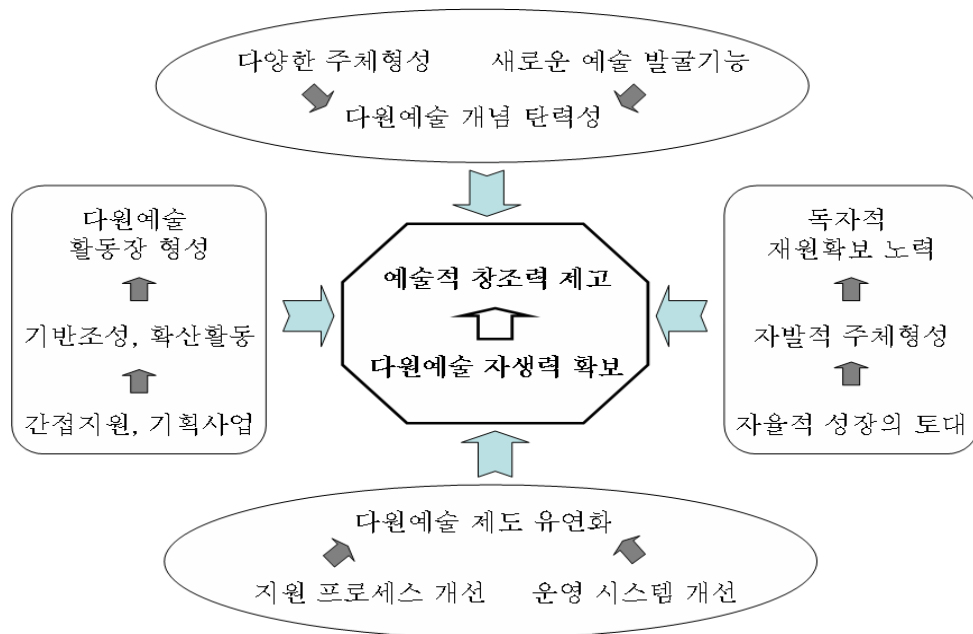 다양한 주체형성
새로운 예술 발굴기능
다원예술 개념 탄력성
다원예술
활동장 형성
기반조성, 확산활동
간접지원, 기획사업
예술적 창조력 제고
다원예술 자생력 확보
독자적
재원확보 노력
자발적 주체형성
자율적 성장의 토대
다원예술 제도 유연화
지원 프로세스 개선
운영 시스템 개선